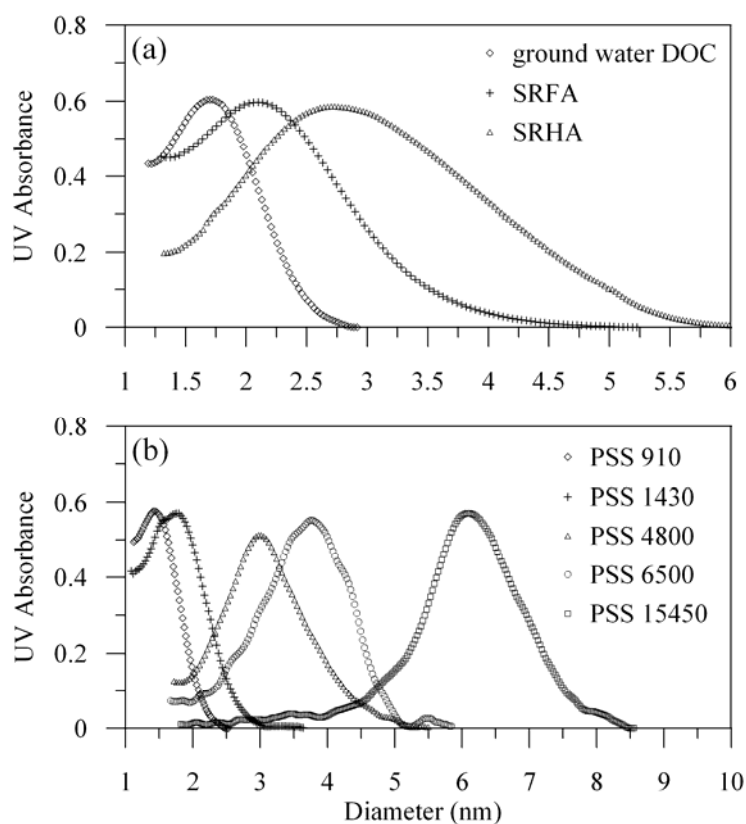 0.8
(a)
◇ ground water DOC
+ SRFA
△ SRHA
0.6
0.4
0.2
0
UV Absorbance
1 1.5 2 2.5 3 3.5 4 4.5 5 5.5 6
0.8
(b)
◇ PSS 910
+ PSS 1430
△ PSS 4800
○ PSS 6500
□ PSS 15450
0.6
0.4
0.2
0
UV Absorbance
1 2 3 4 5 6 7 8 9 10
Diameter (nm)